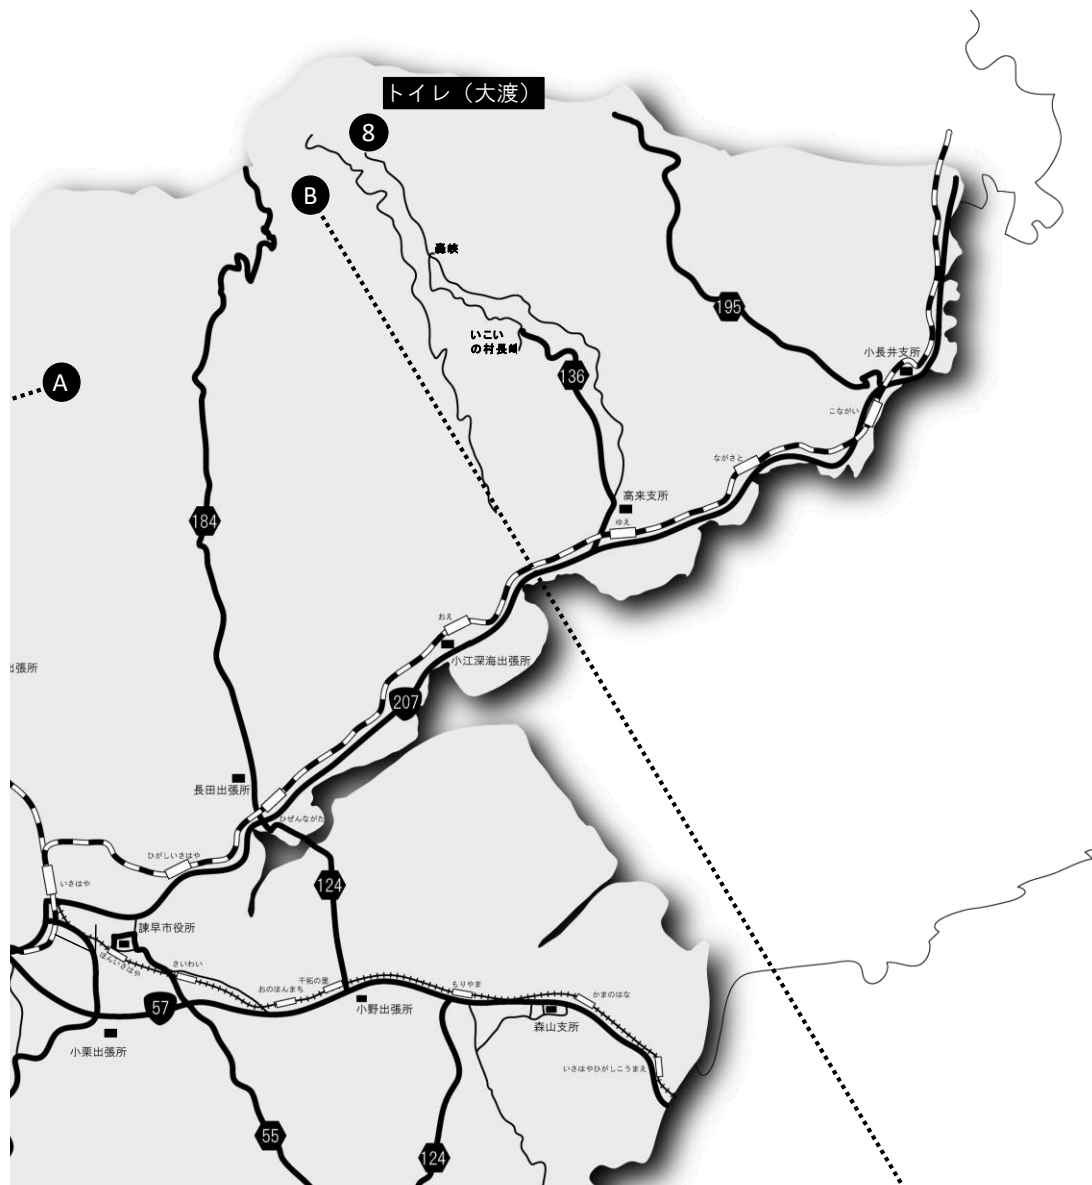 トイレ（大渡）
8
B
轟峡
195
いこい
の村長崎
小長井支所
136
A
こながい
ながさと
高来支所
184
ゆえ
おえ
小江深海出張所
出張所
207
長田出張所
ひぜんながた
ひがしいさはや
いさはや
124
諫早市役所
ほんいさはや
さいわい
干拓の里
おのほんまち
もりやま
かまのはな
57
小野出張所
森山支所
小栗出張所
いさはやひがしこうまえ
55
124